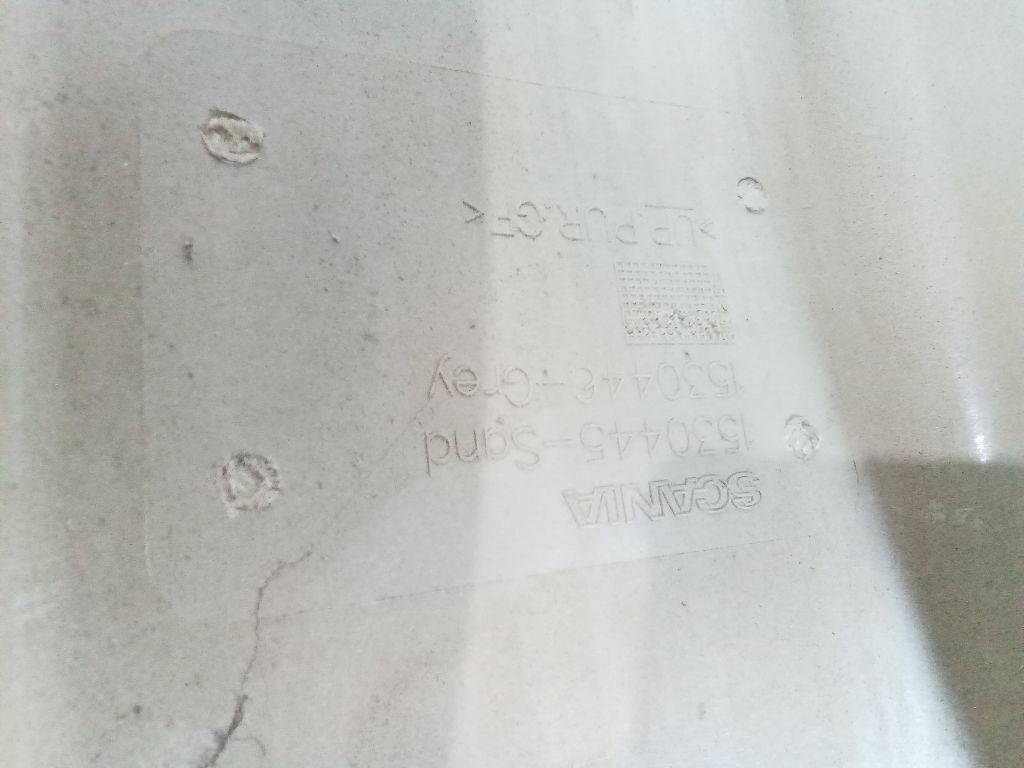 SCANIA
1530445-Sand
1530446-Grey
>UP.PUR.GF<